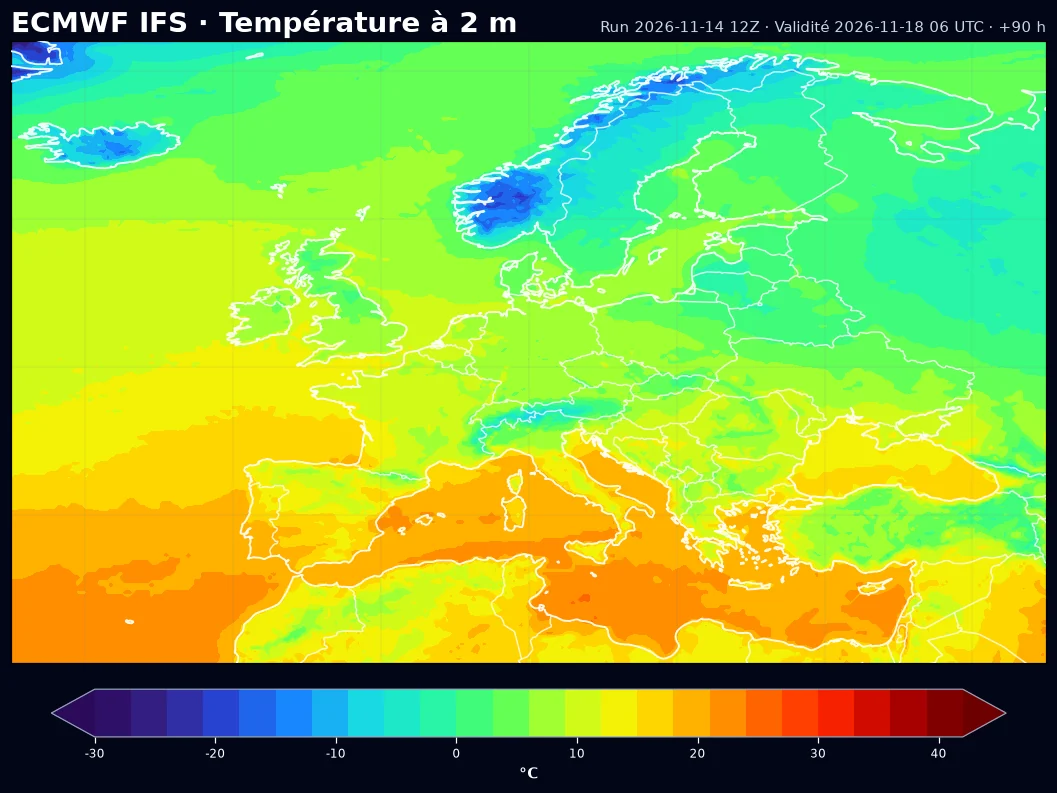 ECMWF IFS · Température à 2 m
Run 2026-11-14 12Z · Validité 2026-11-18 06 UTC · +90 h
-30 -20 -10 0 10 20 30 40
°C